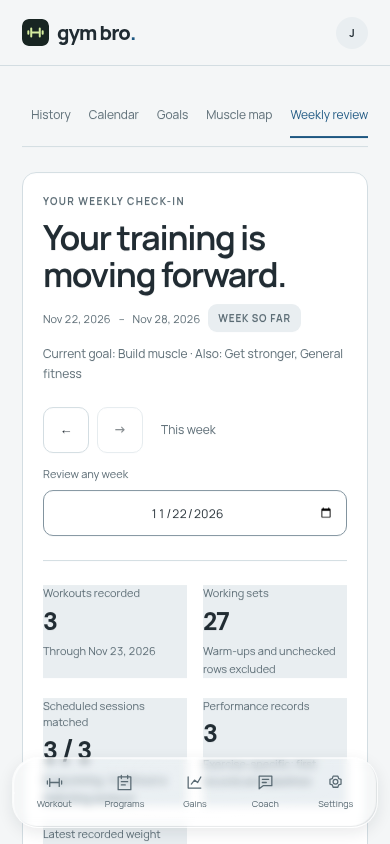 gym bro.
J
History Calendar Goals Muscle map Weekly review
YOUR WEEKLY CHECK-IN
Your training is
moving forward.
Nov 22, 2026 – Nov 28, 2026 WEEK SO FAR
Current goal: Build muscle · Also: Get stronger, General
fitness
← → This week
Review any week
11/22/2026
Workouts recorded
3
Through Nov 23, 2026
Working sets
27
Warm-ups and unchecked
rows excluded
Scheduled sessions
matched
3 / 3
Performance records
3
Latest recorded weight
Workout Programs Gains Coach Settings